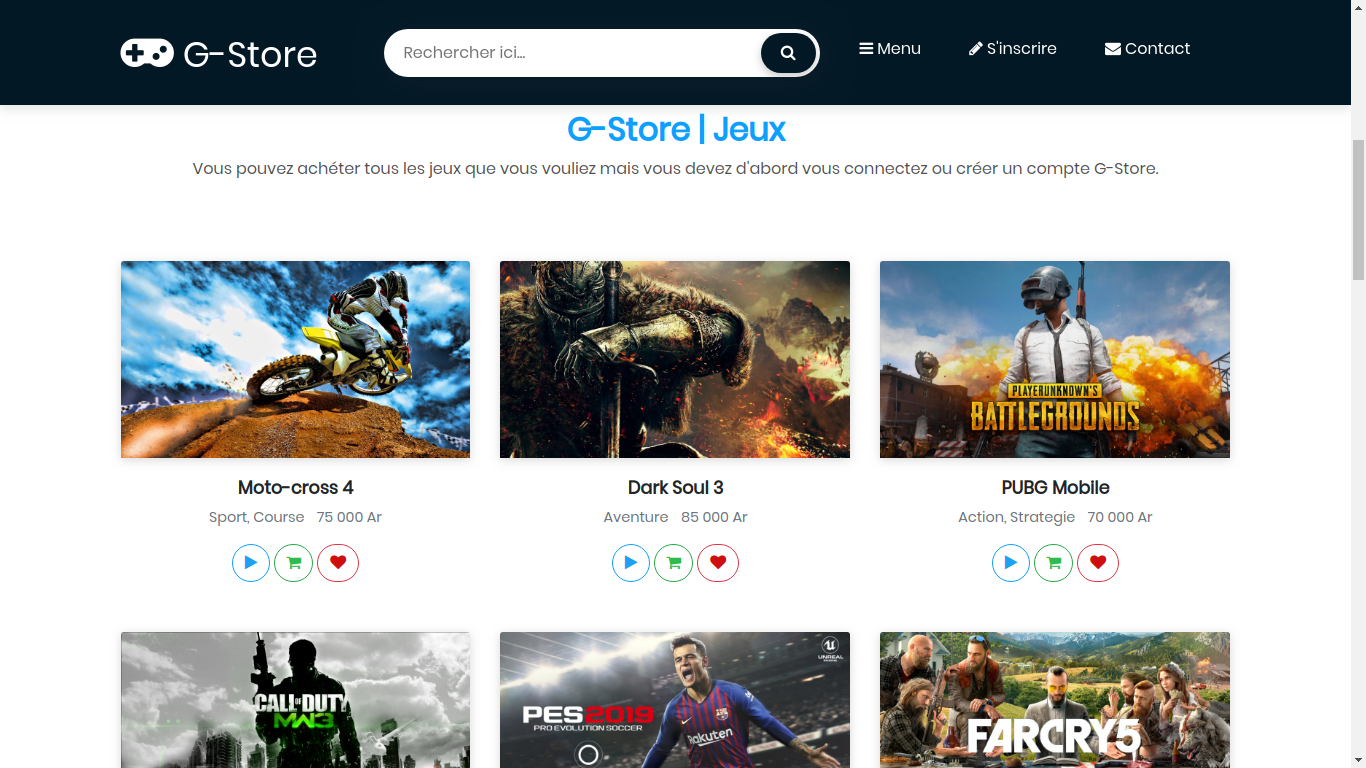 G-Store
Rechercher ici...
Menu
S'inscrire
Contact
G-Store | Jeux
Vous pouvez achéter tous les jeux que vous vouliez mais vous devez d'abord vous connectez ou créer un compte G-Store.
PLAYERUNKNOWN'S
BATTLEGROUNDS
Moto-cross 4
Sport, Course 75 000 Ar
Dark Soul 3
Aventure 85 000 Ar
PUBG Mobile
Action, Strategie 70 000 Ar
CALL OF DUTY
MW3
UNREAL
PES2019
PRO EVOLUTION SOCCER
Rakuten
FARCRY5